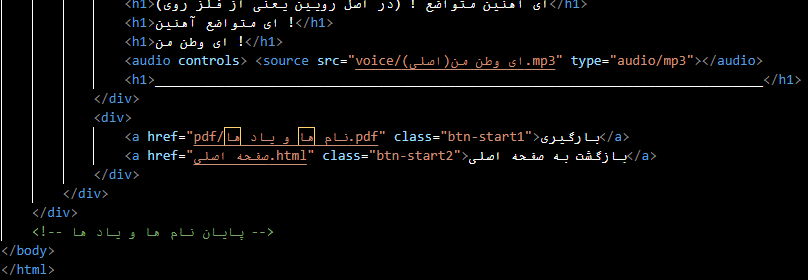 <h1>ای آهنین متواضع ! (در اصل رویین یعنی از فلز روی)</h1>
<h1>ای متواضع آهنین !</h1>
<h1>ای وطن من !</h1>
<audio controls> <source src="voice/ای وطن من(اصلی).mp3" type="audio/mp3"></audio>
<h1>______________________________________________________________________________</h1>
</div>
<div>
<a href="pdf/نام ها و یاد ها.pdf" class="btn-start1">بارگیری</a>
<a href="صفحه اصلی.html" class="btn-start2">بازگشت به صفحه اصلی</a>
</div>
</div>
</div>
<!-- پایان نام ها و یاد ها -->
</body>
</html>